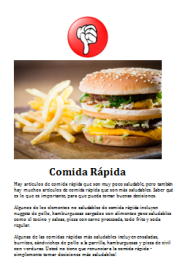 Comida Rápida
Hay artículos de comida rápida que son muy poco saludable, pero también
hay muchos artículos de comida rápida que son más saludables. Saber qué
es lo que es importante, para que pueda tomar buenas decisiones.
Algunos de los elementos no saludables de comida rápida incluyen
nuggets de pollo, hamburguesas cargadas con alimentos poco saludables
como el tocino y salsas, pizza con carne procesada, todo frito y soda
regular.
Algunas de las comidas rápidas más saludables incluyen ensaladas,
burritos, sándwiches de pollo a la parrilla, hamburguesas y pizza de civil
con verduras. Usted no tiene que renunciar a la comida rápida -
simplemente tomar decisiones más saludables!